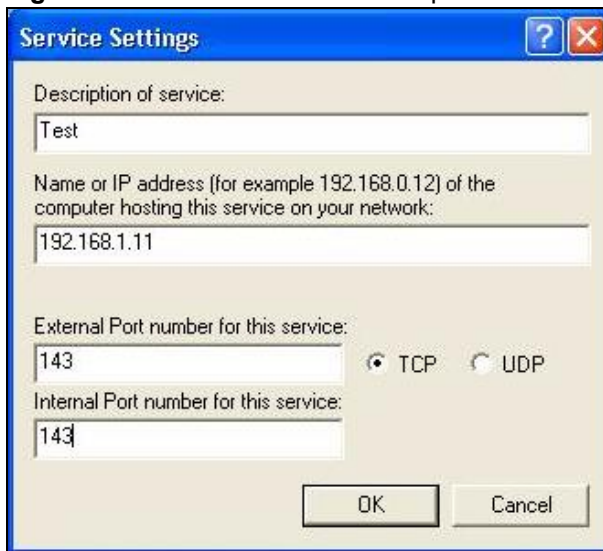 Service Settings
Description of service:
Test
Name or IP address (for example 192.168.0.12) of the
computer hosting this service on your network:
192.168.1.11
External Port number for this service:
143
TCP
UDP
Internal Port number for this service:
143
OK
Cancel